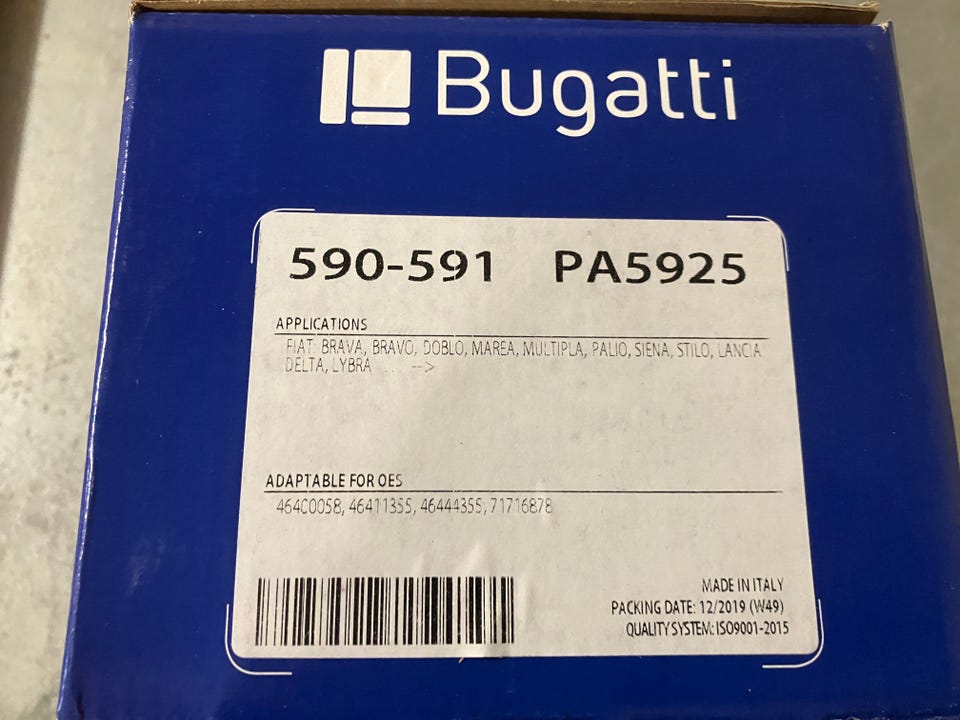 Bugatti
590-591 PA5925
APPLICATIONS
FIAT: BRAVA, BRAVO, DOBLO, MAREA, MULTIPLA, PALIO, SIENA, STILO, LANCIA
DELTA, LYBRA ... -->
ADAPTABLE FOR OES
46400058, 46411355, 46444355, 71716878
MADE IN ITALY
PACKING DATE: 12/2019 (W49)
QUALITY SYSTEM: ISO9001-2015